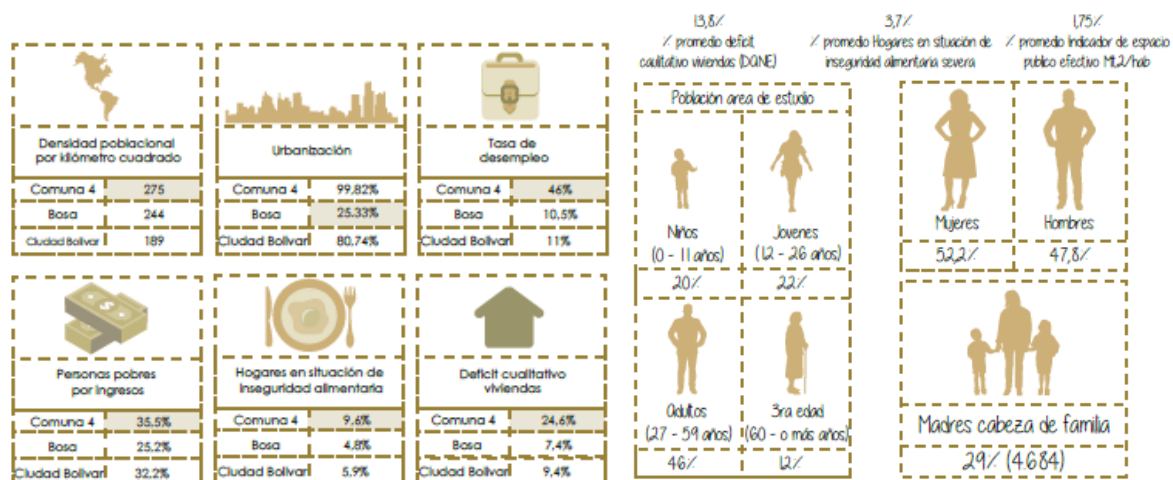 Densidad poblacional
por kilómetro cuadrado
Comuna 4 275
Bosa 244
Ciudad Bolivar 189
Urbanización
Comuna 4 99,82%
Bosa 25.33%
Ciudad Bolivar 80,74%
Tasa de
desempleo
Comuna 4 46%
Bosa 10,5%
Ciudad Bolivar 11%
Personas pobres
por ingresos
Comuna 4 35,5%
Bosa 25,2%
Ciudad Bolivar 32,2%
Hogares en situación de
inseguridad alimentaria
Comuna 4 9,6%
Bosa 4,8%
Ciudad Bolivar 5,9%
Deficit cualitativo
viviendas
Comuna 4 24,6%
Bosa 7,4%
Ciudad Bolivar 9,4%
13,8%
% promedio deficit
caulitativo viviendas (DANE)
3,7%
% promedio Hogares en situación de
inseguridad alimentaria severa
1,75%
% promedio Indicador de espacio
publico efectivo Mt,2/hab
Población area de estudio
Niños
(0 - 11 años)
20%
Jovenes
(12 - 26 años)
22%
Adultos
(27 - 59 años)
46%
3ra edad
(60 - o más años)
12%
Mujeres
52,2%
Hombres
47,8%
Madres cabeza de familia
29% (4.684)